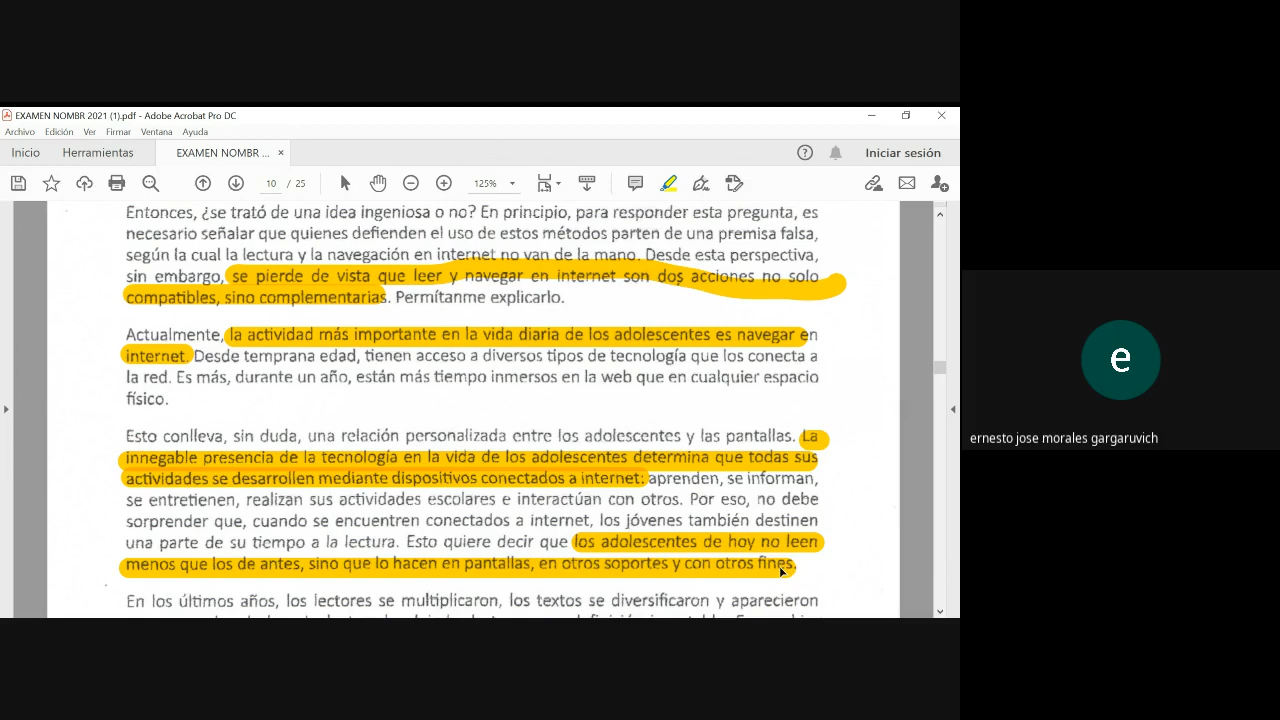 EXAMEN NOMBR 2021 (1).pdf - Adobe Acrobat Pro DC
Archivo Edición Ver Firmar Ventana Ayuda
Inicio Herramientas EXAMEN NOMBR ... × Iniciar sesión
10 / 25 125%
Entonces, ¿se trató de una idea ingeniosa o no? En principio, para responder esta pregunta, es
necesario señalar que quienes defienden el uso de estos métodos parten de una premisa falsa,
según la cual la lectura y la navegación en internet no van de la mano. Desde esta perspectiva,
sin embargo, se pierde de vista que leer y navegar en internet son dos acciones no solo
compatibles, sino complementarias. Permítanme explicarlo.
Actualmente, la actividad más importante en la vida diaria de los adolescentes es navegar en
internet. Desde temprana edad, tienen acceso a diversos tipos de tecnología que los conecta a
la red. Es más, durante un año, están más tiempo inmersos en la web que en cualquier espacio
físico.
Esto conlleva, sin duda, una relación personalizada entre los adolescentes y las pantallas. La
innegable presencia de la tecnología en la vida de los adolescentes determina que todas sus
actividades se desarrollen mediante dispositivos conectados a internet: aprenden, se informan,
se entretienen, realizan sus actividades escolares e interactúan con otros. Por eso, no debe
sorprender que, cuando se encuentren conectados a internet, los jóvenes también destinen
una parte de su tiempo a la lectura. Esto quiere decir que los adolescentes de hoy no leen
menos que los de antes, sino que lo hacen en pantallas, en otros soportes y con otros fines.
En los últimos años, los lectores se multiplicaron, los textos se diversificaron y aparecieron
e
ernesto jose morales gargaruvich